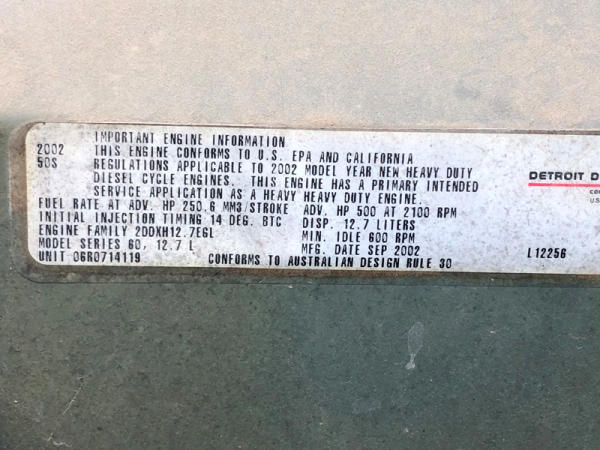 IMPORTANT ENGINE INFORMATION
2002 THIS ENGINE CONFORMS TO U.S. EPA AND CALIFORNIA
50S REGULATIONS APPLICABLE TO 2002 MODEL YEAR NEW HEAVY DUTY
DIESEL CYCLE ENGINES. THIS ENGINE HAS A PRIMARY INTENDED
SERVICE APPLICATION AS A HEAVY HEAVY DUTY ENGINE.
FUEL RATE AT ADV. HP 250.6 MM3/STROKE ADV. HP 500 AT 2100 RPM
INITIAL INJECTION TIMING 14 DEG. BTC DISP. 12.7 LITERS
ENGINE FAMILY 2DDXH12.7EGL MIN. IDLE 600 RPM
MODEL SERIES 60, 12.7 L MFG. DATE SEP 2002
UNIT 06R0714119 CONFORMS TO AUSTRALIAN DESIGN RULE 30
L12256
DETROIT D